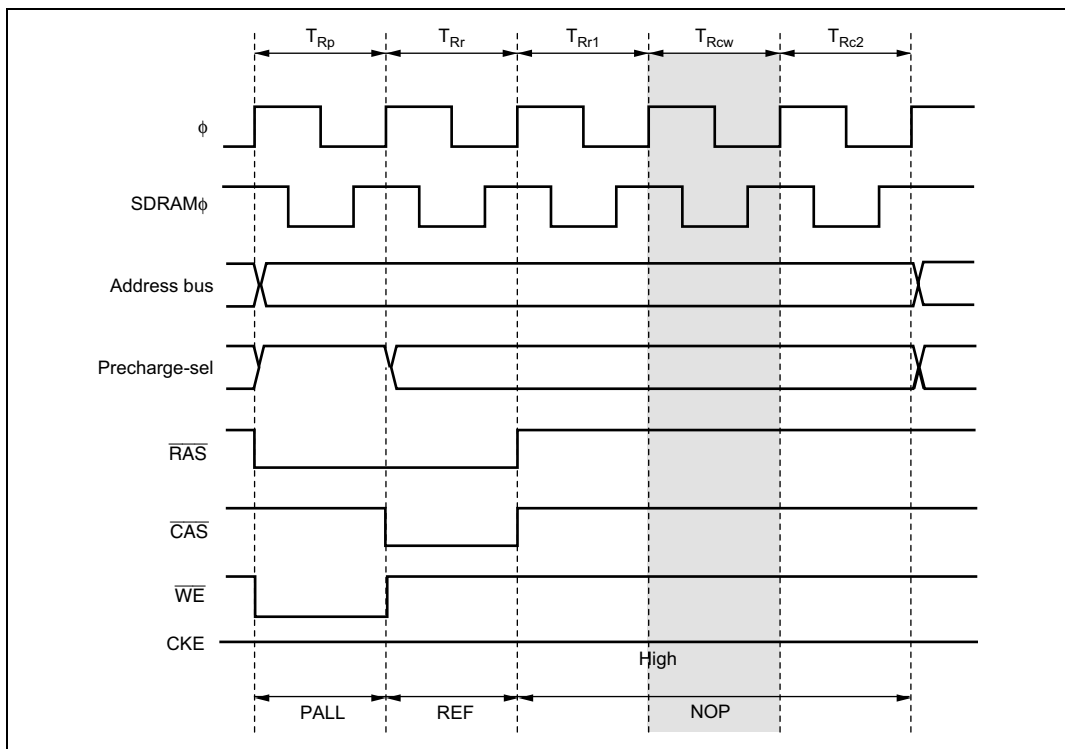 TRp TRr TRr1 TRcw TRc2
ϕ
SDRAMϕ
Address bus
Precharge-sel
RAS
CAS
WE
CKE
High
PALL REF NOP